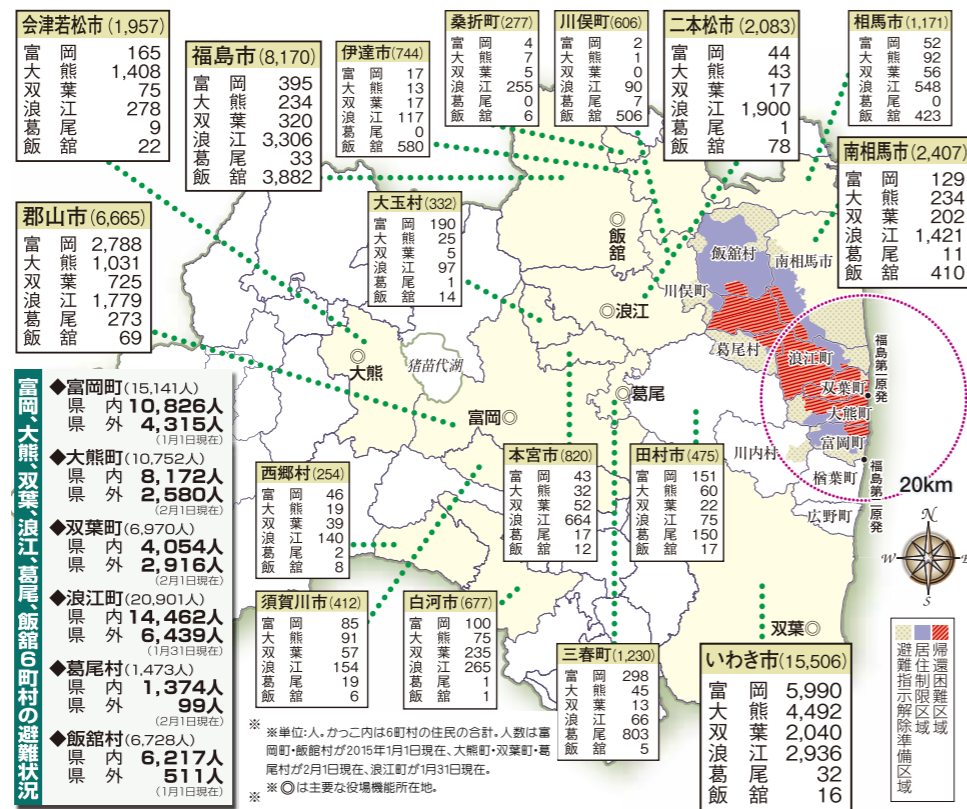 会津若松市(1,957)
富岡 165
大熊 1,408
双葉 75
浪江 278
葛尾 9
飯舘 22
福島市(8,170)
富岡 395
大熊 234
双葉 320
浪江 3,306
葛尾 33
飯舘 3,882
伊達市(744)
富岡 17
大熊 13
双葉 17
浪江 117
葛尾 0
飯舘 580
桑折町(277)
富岡 4
大熊 7
双葉 5
浪江 255
葛尾 0
飯舘 6
川俣町(606)
富岡 2
大熊 1
双葉 0
浪江 90
葛尾 7
飯舘 506
二本松市(2,083)
富岡 44
大熊 43
双葉 17
浪江 1,900
葛尾 1
飯舘 78
相馬市(1,171)
富岡 52
大熊 92
双葉 56
浪江 548
葛尾 0
飯舘 423
南相馬市(2,407)
富岡 129
大熊 234
双葉 202
浪江 1,421
葛尾 11
飯舘 410
郡山市(6,665)
富岡 2,788
大熊 1,031
双葉 725
浪江 1,779
葛尾 273
飯舘 69
大玉村(332)
富岡 190
大熊 25
双葉 5
浪江 97
葛尾 1
飯舘 14
◎飯舘
◎浪江
◎大熊
猪苗代湖
富岡◎
◎葛尾
双葉◎
飯舘村
南相馬市
川俣町
葛尾村
浪江町
双葉町
大熊町
富岡町
川内村
楢葉町
広野町
福島第一原発
福島第二原発
20km
N
W
E
S
富岡、大熊、双葉、浪江、葛尾、飯舘6町村の避難状況
◆富岡町(15,141人)
県内 10,826人
県外 4,315人
(1月1日現在)
◆大熊町(10,752人)
県内 8,172人
県外 2,580人
(2月1日現在)
◆双葉町(6,970人)
県内 4,054人
県外 2,916人
(2月1日現在)
◆浪江町(20,901人)
県内 14,462人
県外 6,439人
(1月31日現在)
◆葛尾村(1,473人)
県内 1,374人
県外 99人
(2月1日現在)
◆飯舘村(6,728人)
県内 6,217人
県外 511人
(1月1日現在)
西郷村(254)
富岡 46
大熊 19
双葉 39
浪江 140
葛尾 2
飯舘 8
本宮市(820)
富岡 43
大熊 32
双葉 52
浪江 664
葛尾 17
飯舘 12
田村市(475)
富岡 151
大熊 60
双葉 22
浪江 75
葛尾 150
飯舘 17
須賀川市(412)
富岡 85
大熊 91
双葉 57
浪江 154
葛尾 19
飯舘 6
白河市(677)
富岡 100
大熊 75
双葉 235
浪江 265
葛尾 1
飯舘 1
三春町(1,230)
富岡 298
大熊 45
双葉 13
浪江 66
葛尾 803
飯舘 5
いわき市(15,506)
富岡 5,990
大熊 4,492
双葉 2,040
浪江 2,936
葛尾 32
飯舘 16
帰還困難区域
居住制限区域
避難指示解除準備区域
※
※単位:人。かっこ内は6町村の住民の合計。人数は富
岡町・飯舘村が2015年1月1日現在、大熊町・双葉町・葛
尾村が2月1日現在、浪江町が1月31日現在。
※
※◎は主要な役場機能所在地。